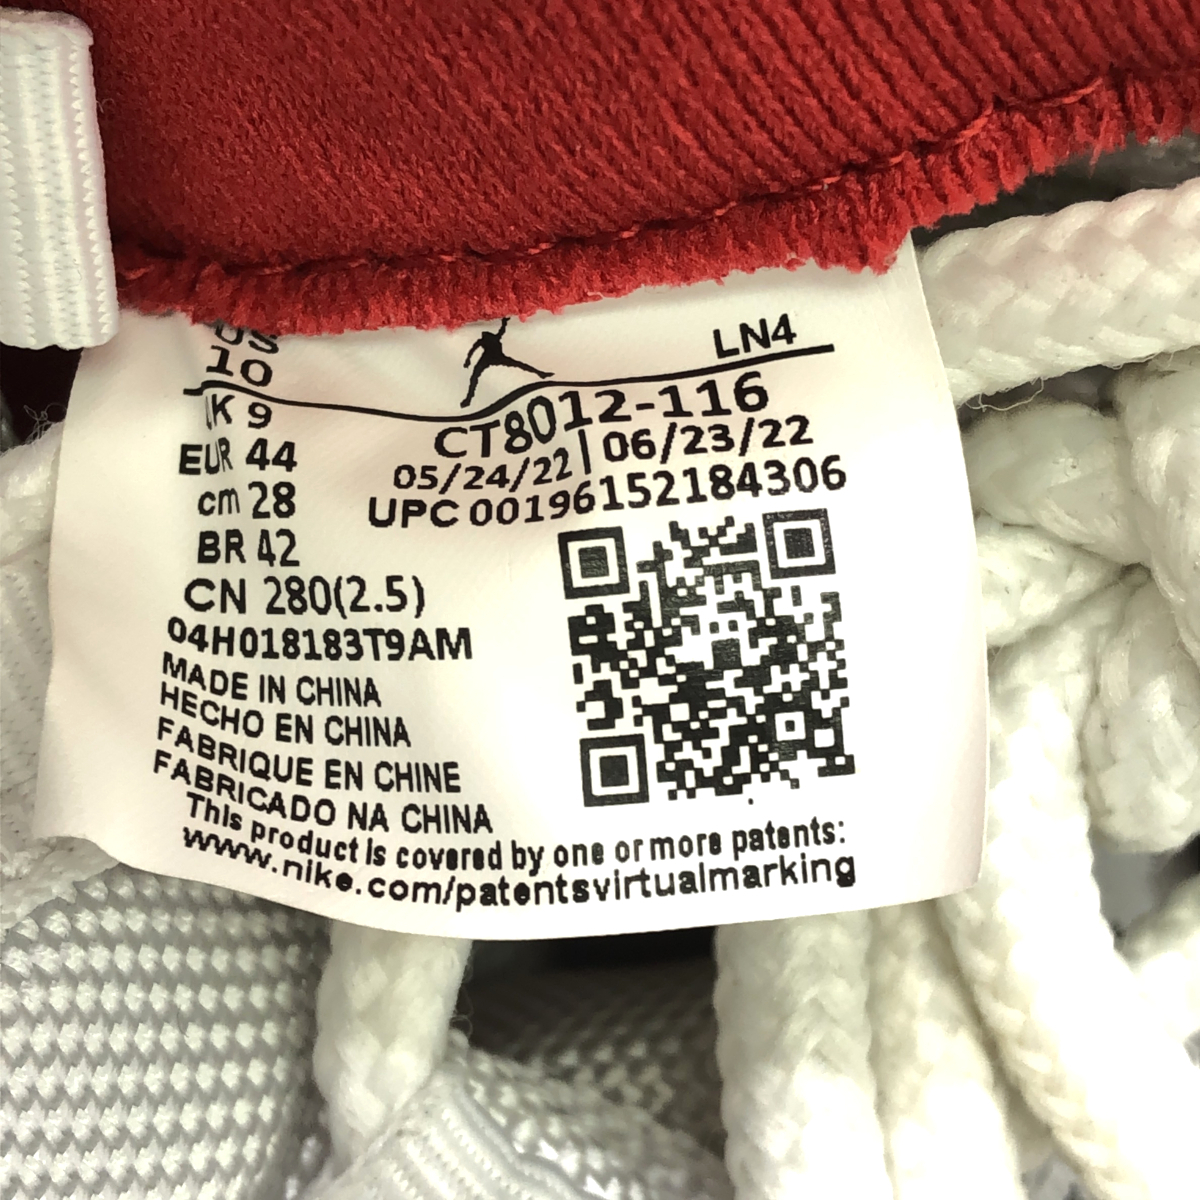 US
10
LN4
UK 9
CT8012-116
EUR 44
05/24/22 | 06/23/22
cm 28
UPC 00196152184306
BR 42
CN 280(2.5)
04H018183T9AM
MADE IN CHINA
HECHO EN CHINA
FABRIQUE EN CHINE
FABRICADO NA CHINA
This product is covered by one or more patents:
www.nike.com/patentsvirtualmarking